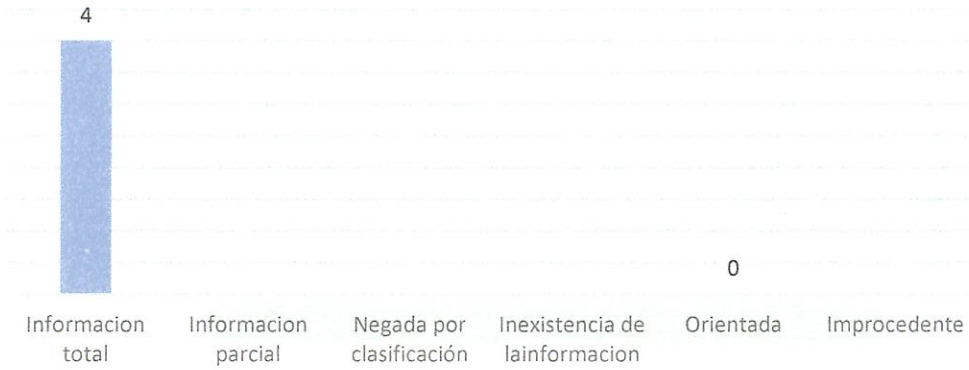 4
0
Informacion Informacion Negada por Inexistencia de Orientada Improcedente
total parcial clasificación lainformacion